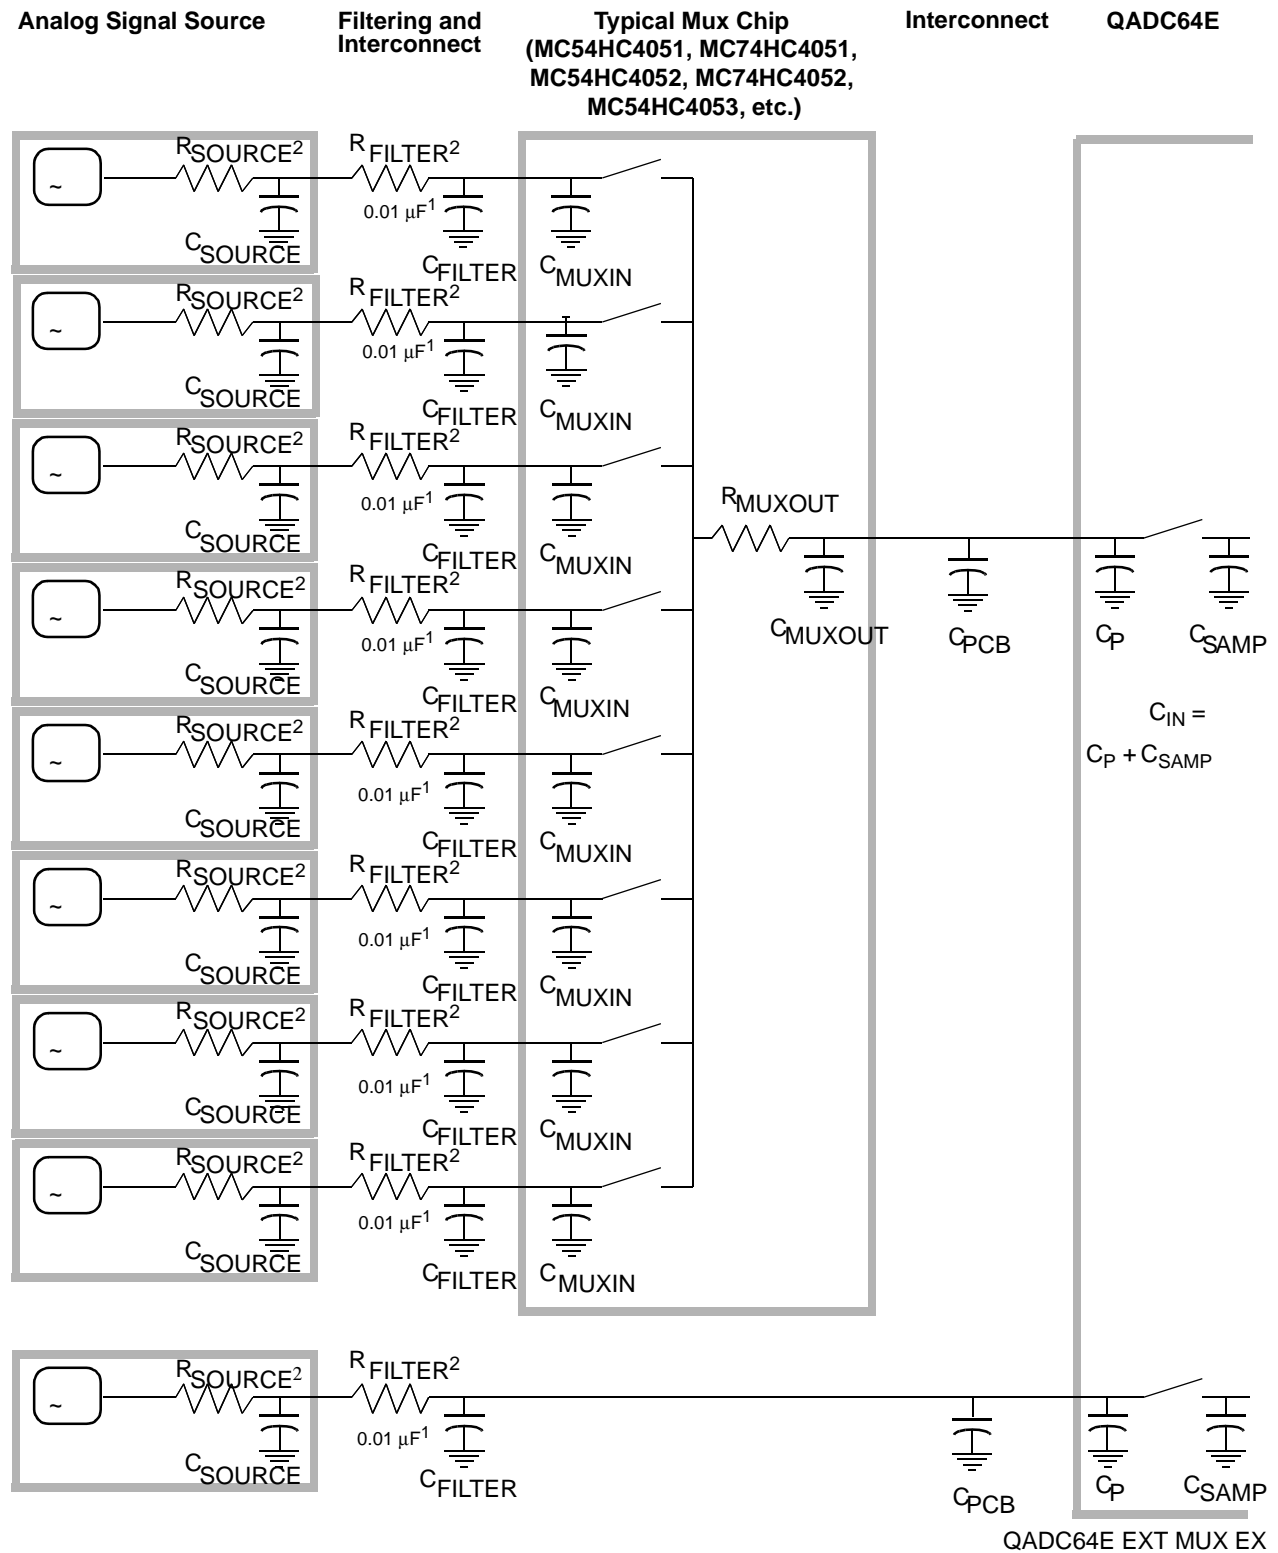 Analog Signal Source
Filtering and
Interconnect
Typical Mux Chip
(MC54HC4051, MC74HC4051,
MC54HC4052, MC74HC4052,
MC54HC4053, etc.)
Interconnect
QADC64E
~
RSOURCE2
CSOURCE
RFILTER2
0.01 μF1
CFILTER
CMUXIN
~
RSOURCE2
CSOURCE
RFILTER2
0.01 μF1
CFILTER
CMUXIN
~
RSOURCE2
CSOURCE
RFILTER2
0.01 μF1
CFILTER
CMUXIN
~
RSOURCE2
CSOURCE
RFILTER2
0.01 μF1
CFILTER
CMUXIN
~
RSOURCE2
CSOURCE
RFILTER2
0.01 μF1
CFILTER
CMUXIN
~
RSOURCE2
CSOURCE
RFILTER2
0.01 μF1
CFILTER
CMUXIN
~
RSOURCE2
CSOURCE
RFILTER2
0.01 μF1
CFILTER
CMUXIN
~
RSOURCE2
CSOURCE
RFILTER2
0.01 μF1
CFILTER
CMUXIN
RMUXOUT
CMUXOUT
CPCB
CP
CSAMP
CIN =
CP + CSAMP
~
RSOURCE2
CSOURCE
RFILTER2
0.01 μF1
CFILTER
CPCB
CP
CSAMP
QADC64E EXT MUX EX